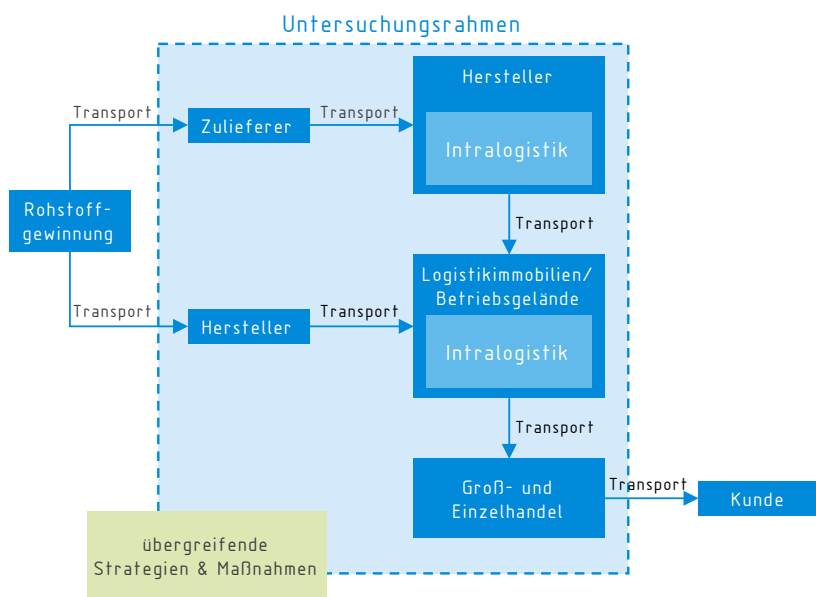 Untersuchungsrahmen
Hersteller
Transport
Transport
Zulieferer
Intralogistik
Rohstoff-
gewinnung
Transport
Logistikimmobilien/
Betriebsgelände
Transport
Transport
Hersteller
Intralogistik
Transport
Groß- und
Einzelhandel
Transport
Kunde
übergreifende
Strategien & Maßnahmen